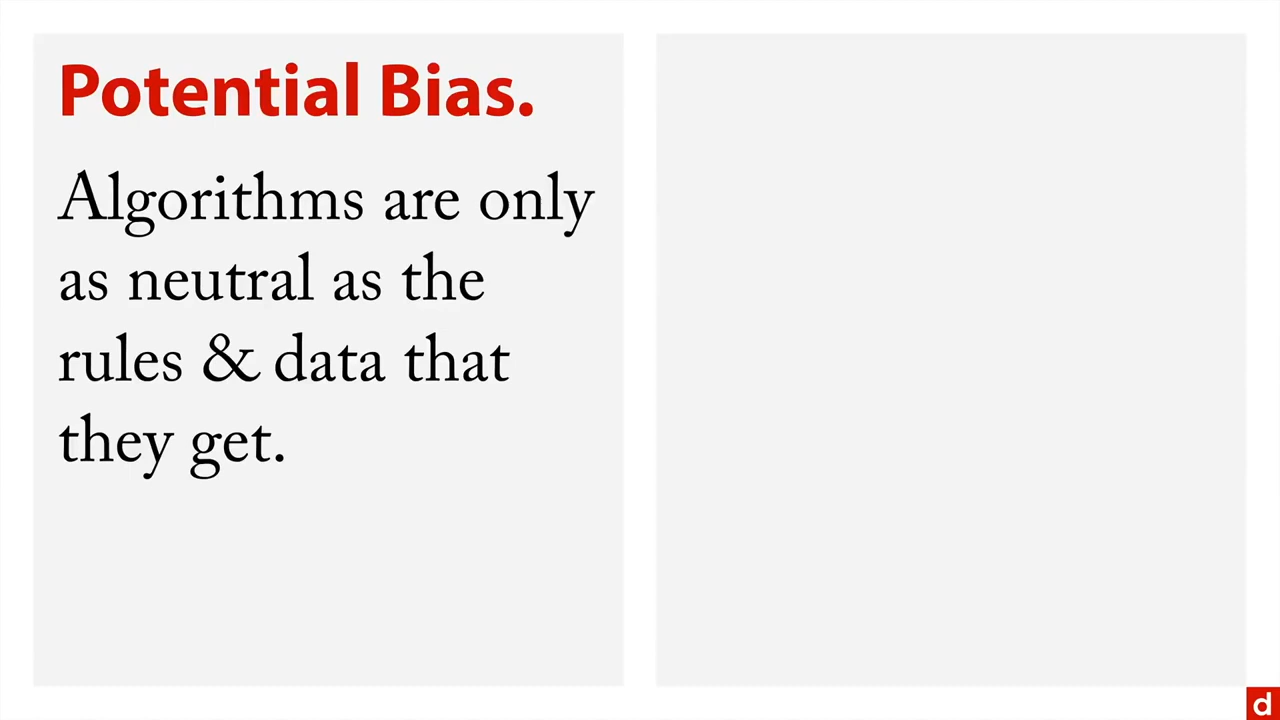 Potential Bias.
Algorithms are only
as neutral as the
rules & data that
they get.
d